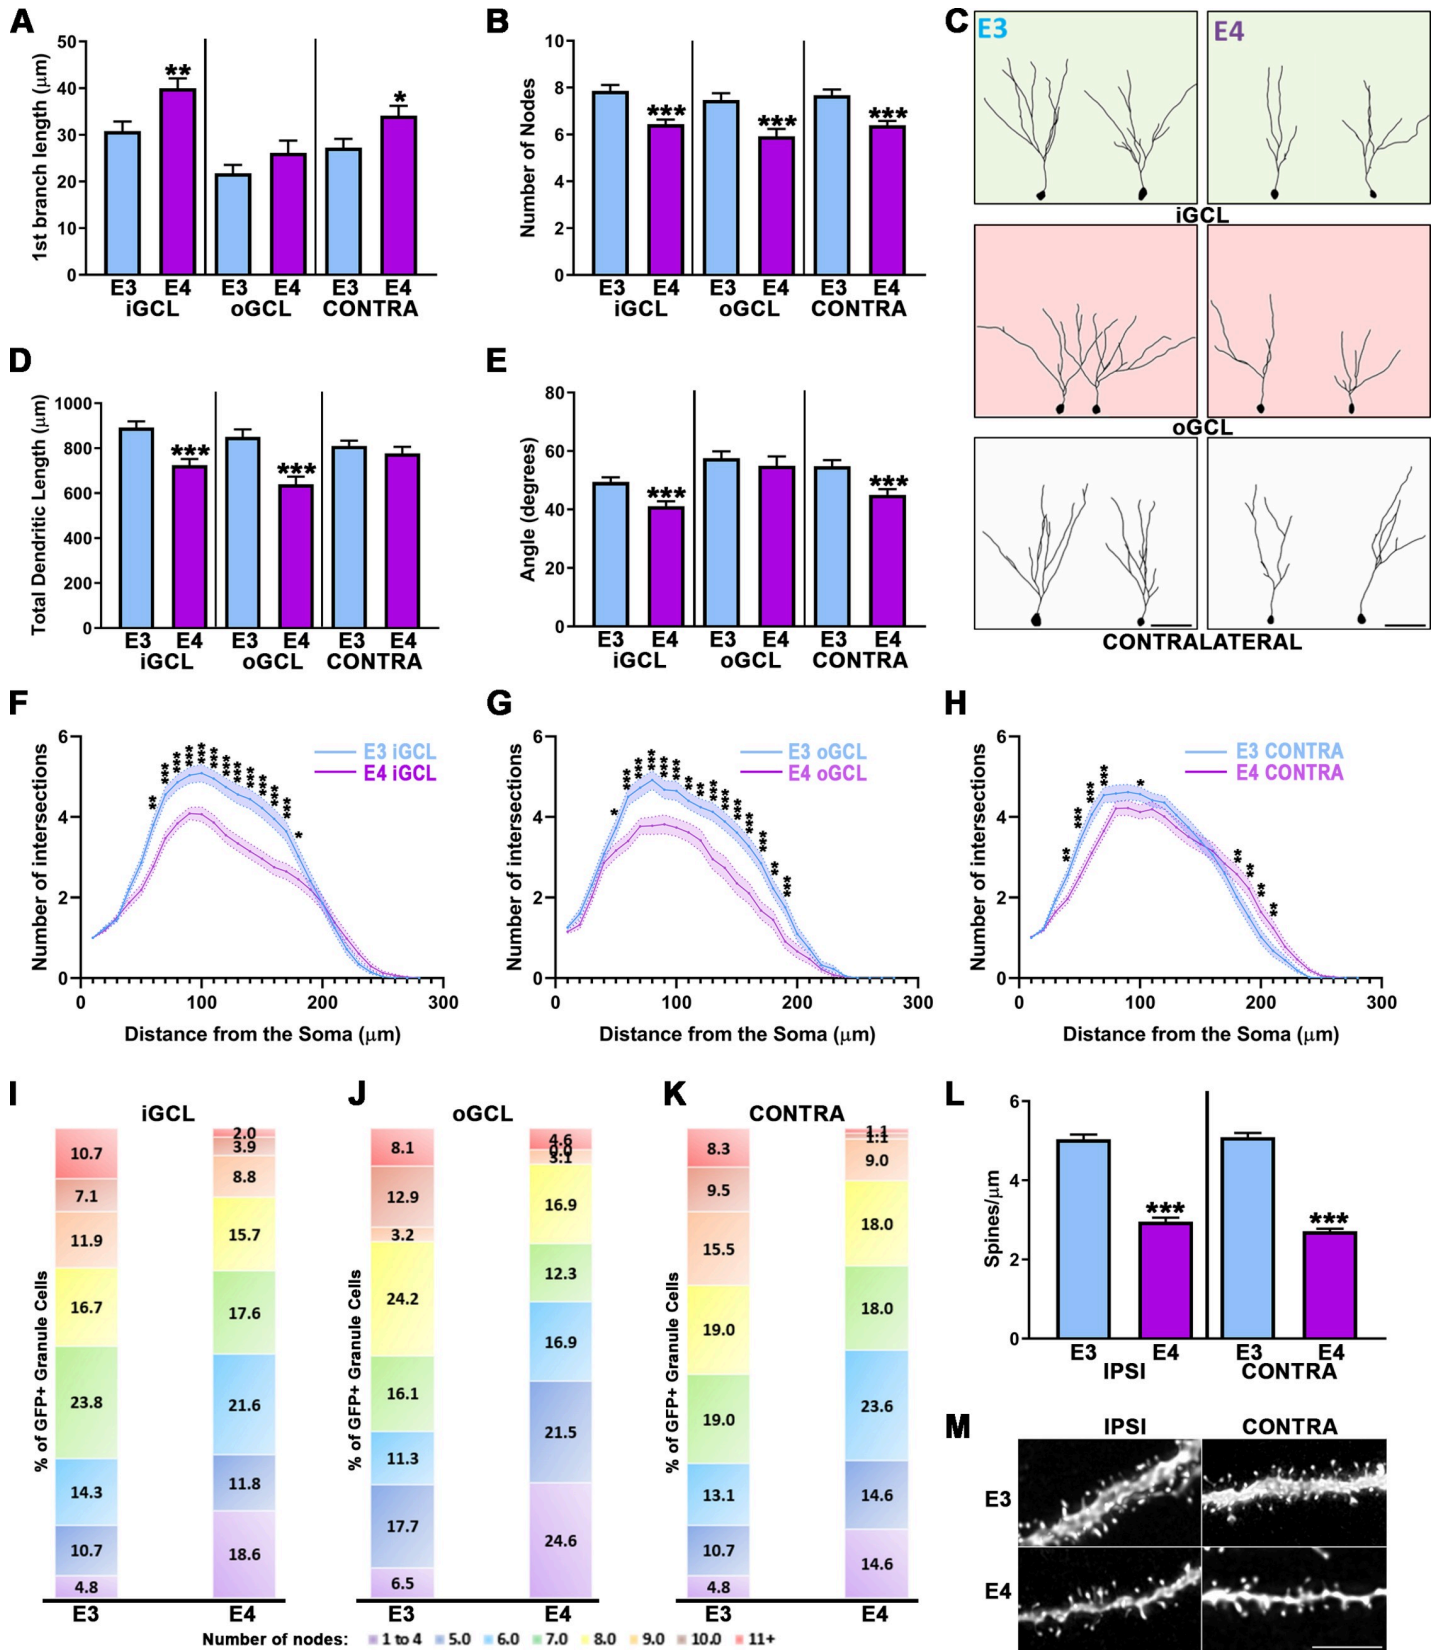 A
1st branch length (µm)
50
40
30
20
10
0
**
*
E3 E4 E3 E4 E3 E4
iGCL oGCL CONTRA
B
Number of Nodes
10
8
6
4
2
0
*** *** ***
E3 E4 E3 E4 E3 E4
iGCL oGCL CONTRA
C
E3 E4
iGCL
oGCL
CONTRALATERAL
D
Total Dendritic Length (µm)
1000
800
600
400
200
0
*** ***
E3 E4 E3 E4 E3 E4
iGCL oGCL CONTRA
E
Angle (degrees)
80
60
40
20
0
*** ***
E3 E4 E3 E4 E3 E4
iGCL oGCL CONTRA
F
Number of intersections
6
4
2
0
E3 iGCL
E4 iGCL
** *** *** *** *** *** *** *** *** *** *** *** *
0 100 200 300
Distance from the Soma (µm)
G
Number of intersections
6
4
2
0
E3 oGCL
E4 oGCL
* *** *** *** *** *** *** *** *** *** *** *** *** ** ***
0 100 200 300
Distance from the Soma (µm)
H
Number of intersections
6
4
2
0
E3 CONTRA
E4 CONTRA
** *** *** *** * ** ** ** **
0 100 200 300
Distance from the Soma (µm)
I
iGCL
% of GFP+ Granule Cells
10.7
7.1
11.9
16.7
23.8
14.3
10.7
4.8
E3
2.0
3.9
8.8
15.7
17.6
21.6
11.8
18.6
E4
J
oGCL
% of GFP+ Granule Cells
8.1
12.9
3.2
24.2
16.1
11.3
17.7
6.5
E3
4.6
0.0
3.1
16.9
12.3
16.9
21.5
24.6
E4
K
CONTRA
% of GFP+ Granule Cells
8.3
9.5
15.5
19.0
19.0
13.1
10.7
4.8
E3
1.1
1.1
9.0
18.0
18.0
23.6
14.6
14.6
E4
Number of nodes: 1 to 4 5.0 6.0 7.0 8.0 9.0 10.0 11+
L
Spines/µm
6
4
2
0
*** ***
E3 E4 E3 E4
IPSI CONTRA
M
IPSI CONTRA
E3
E4